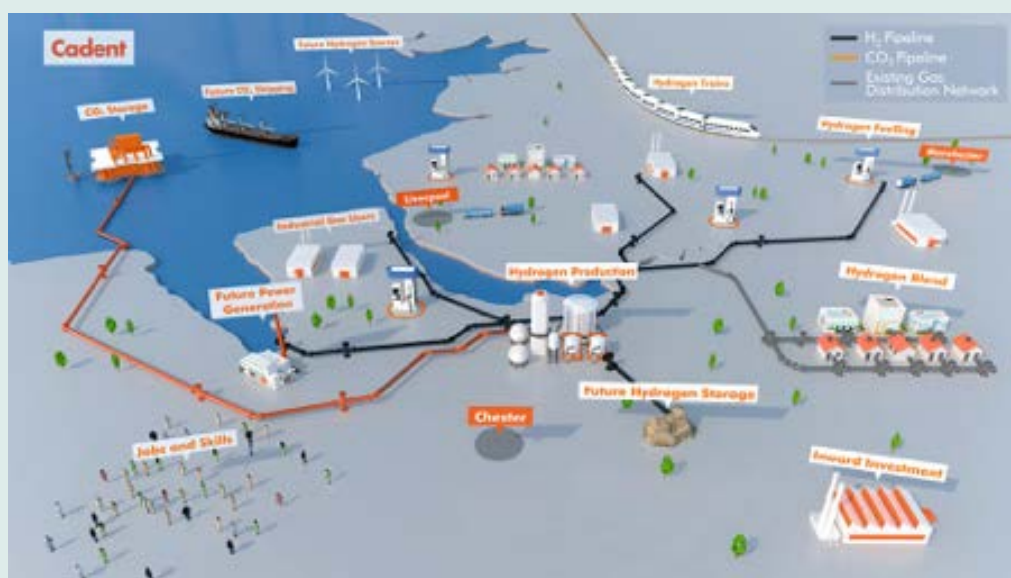 Cadent
Future Hydrogen Sources
H₂ Pipeline
CO₂ Pipeline
Existing Gas
Distribution Network
CO₂ Storage
Future CO₂ Shipping
Hydrogen Trains
Hydrogen Fuelling
Manchester
Liverpool
Industrial Gas Users
Hydrogen Production
Hydrogen Blend
Future Power
Generation
Future Hydrogen Storage
Chester
Jobs and Skills
Inward Investment